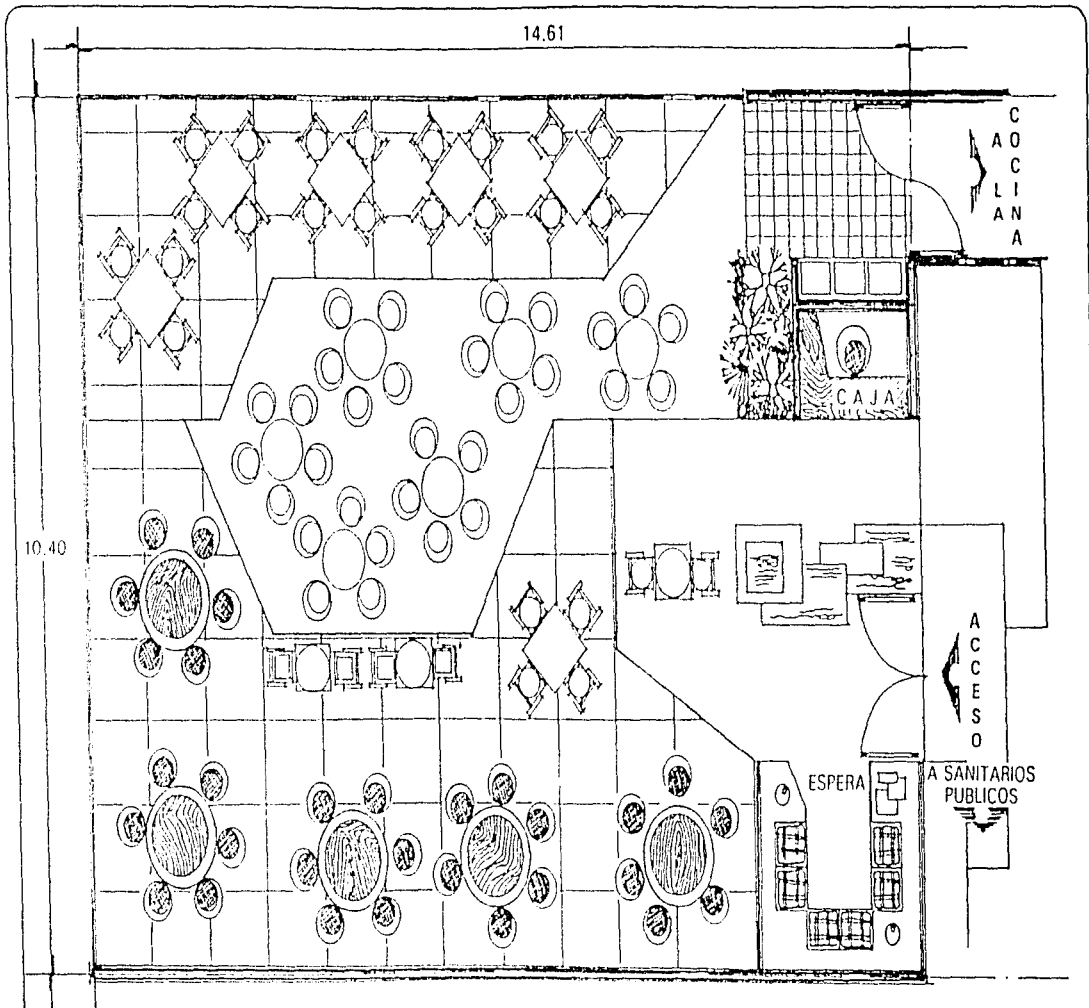 14.61
A LA
COCINA
CAJA
10.40
ACCESO
ESPERA
A SANITARIOS
PUBLICOS